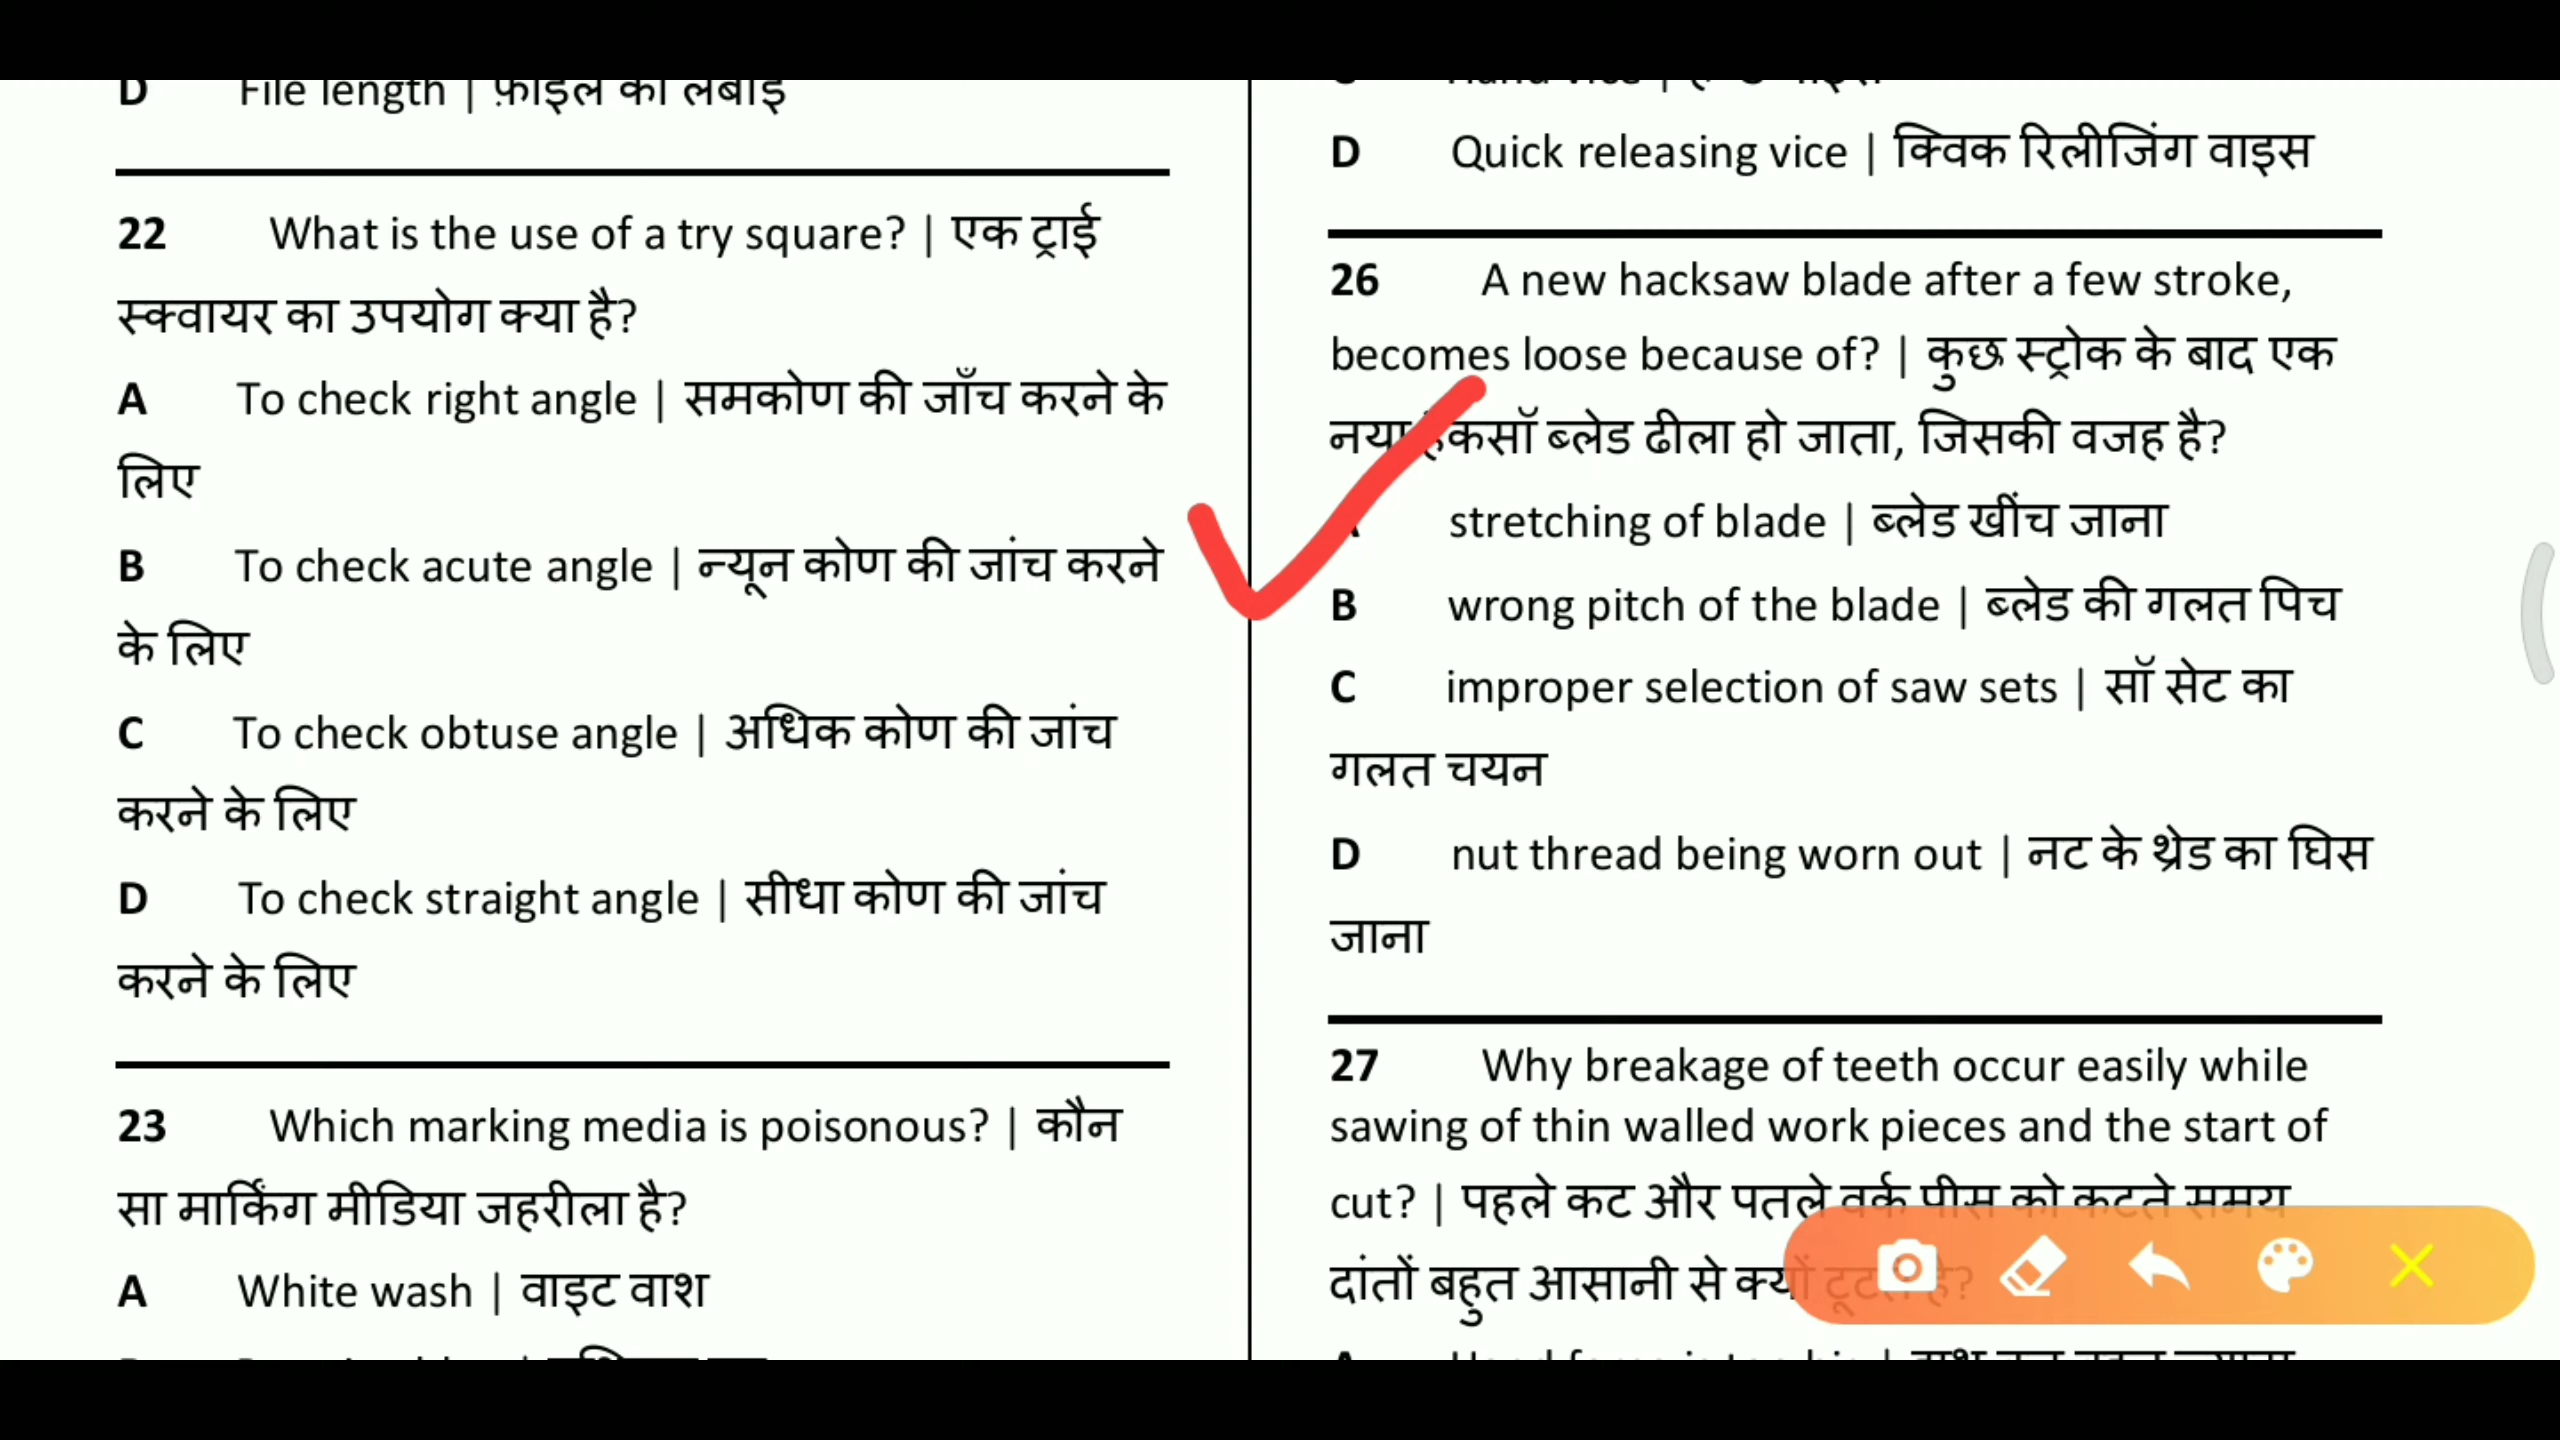 D File length | फ़ाइल की लंबाई
22 What is the use of a try square? | एक ट्राई
स्क्वायर का उपयोग क्या है?
A To check right angle | समकोण की जाँच करने के
लिए
B To check acute angle | न्यून कोण की जांच करने
के लिए
C To check obtuse angle | अधिक कोण की जांच
करने के लिए
D To check straight angle | सीधा कोण की जांच
करने के लिए
23 Which marking media is poisonous? | कौन
सा मार्किंग मीडिया जहरीला है?
A White wash | वाइट वाश
D Quick releasing vice | क्विक रिलीजिंग वाइस
26 A new hacksaw blade after a few stroke,
becomes loose because of? | कुछ स्ट्रोक के बाद एक
नया हैकसॉ ब्लेड ढीला हो जाता, जिसकी वजह है?
A stretching of blade | ब्लेड खींच जाना
B wrong pitch of the blade | ब्लेड की गलत पिच
C improper selection of saw sets | सॉ सेट का
गलत चयन
D nut thread being worn out | नट के थ्रेड का घिस
जाना
27 Why breakage of teeth occur easily while
sawing of thin walled work pieces and the start of
cut? | पहले कट और पतले वर्क पीस को कटते समय
दांतों बहुत आसानी से क्यों टूटते है?